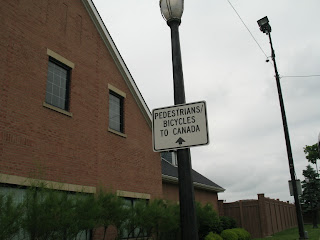 PEDESTRIANS/
BICYCLES
TO CANADA